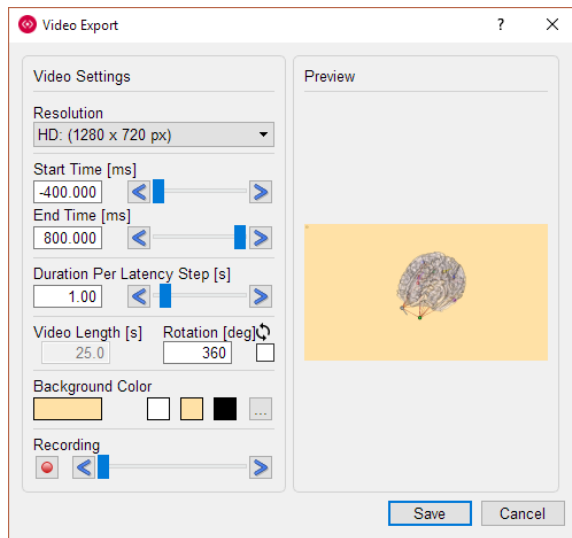 Video Export
Video Settings
Resolution
HD: (1280 x 720 px)
Start Time [ms]
-400.000
End Time [ms]
800.000
Duration Per Latency Step [s]
1.00
Video Length [s] Rotation [deg]
25.0 360
Background Color
...
Recording
Preview
Save Cancel